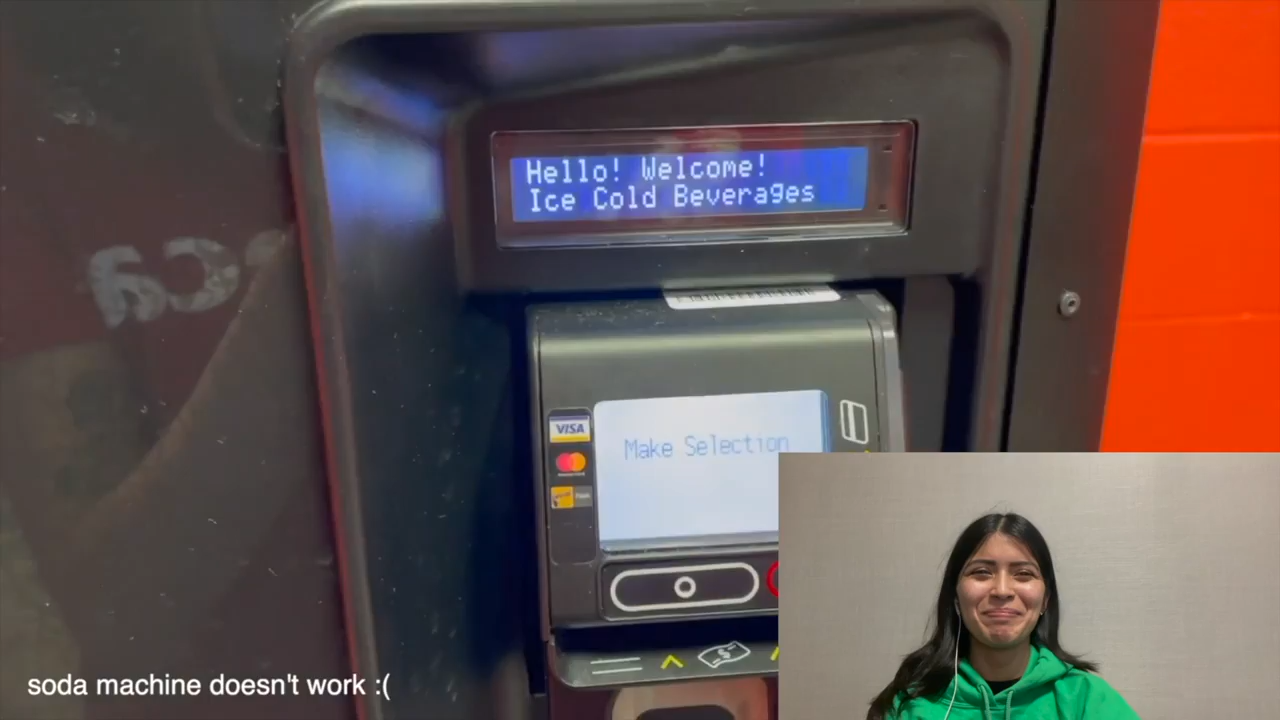 Hello! Welcome!
Ice Cold Beverages
VISA
Make Selection
soda machine doesn't work :(